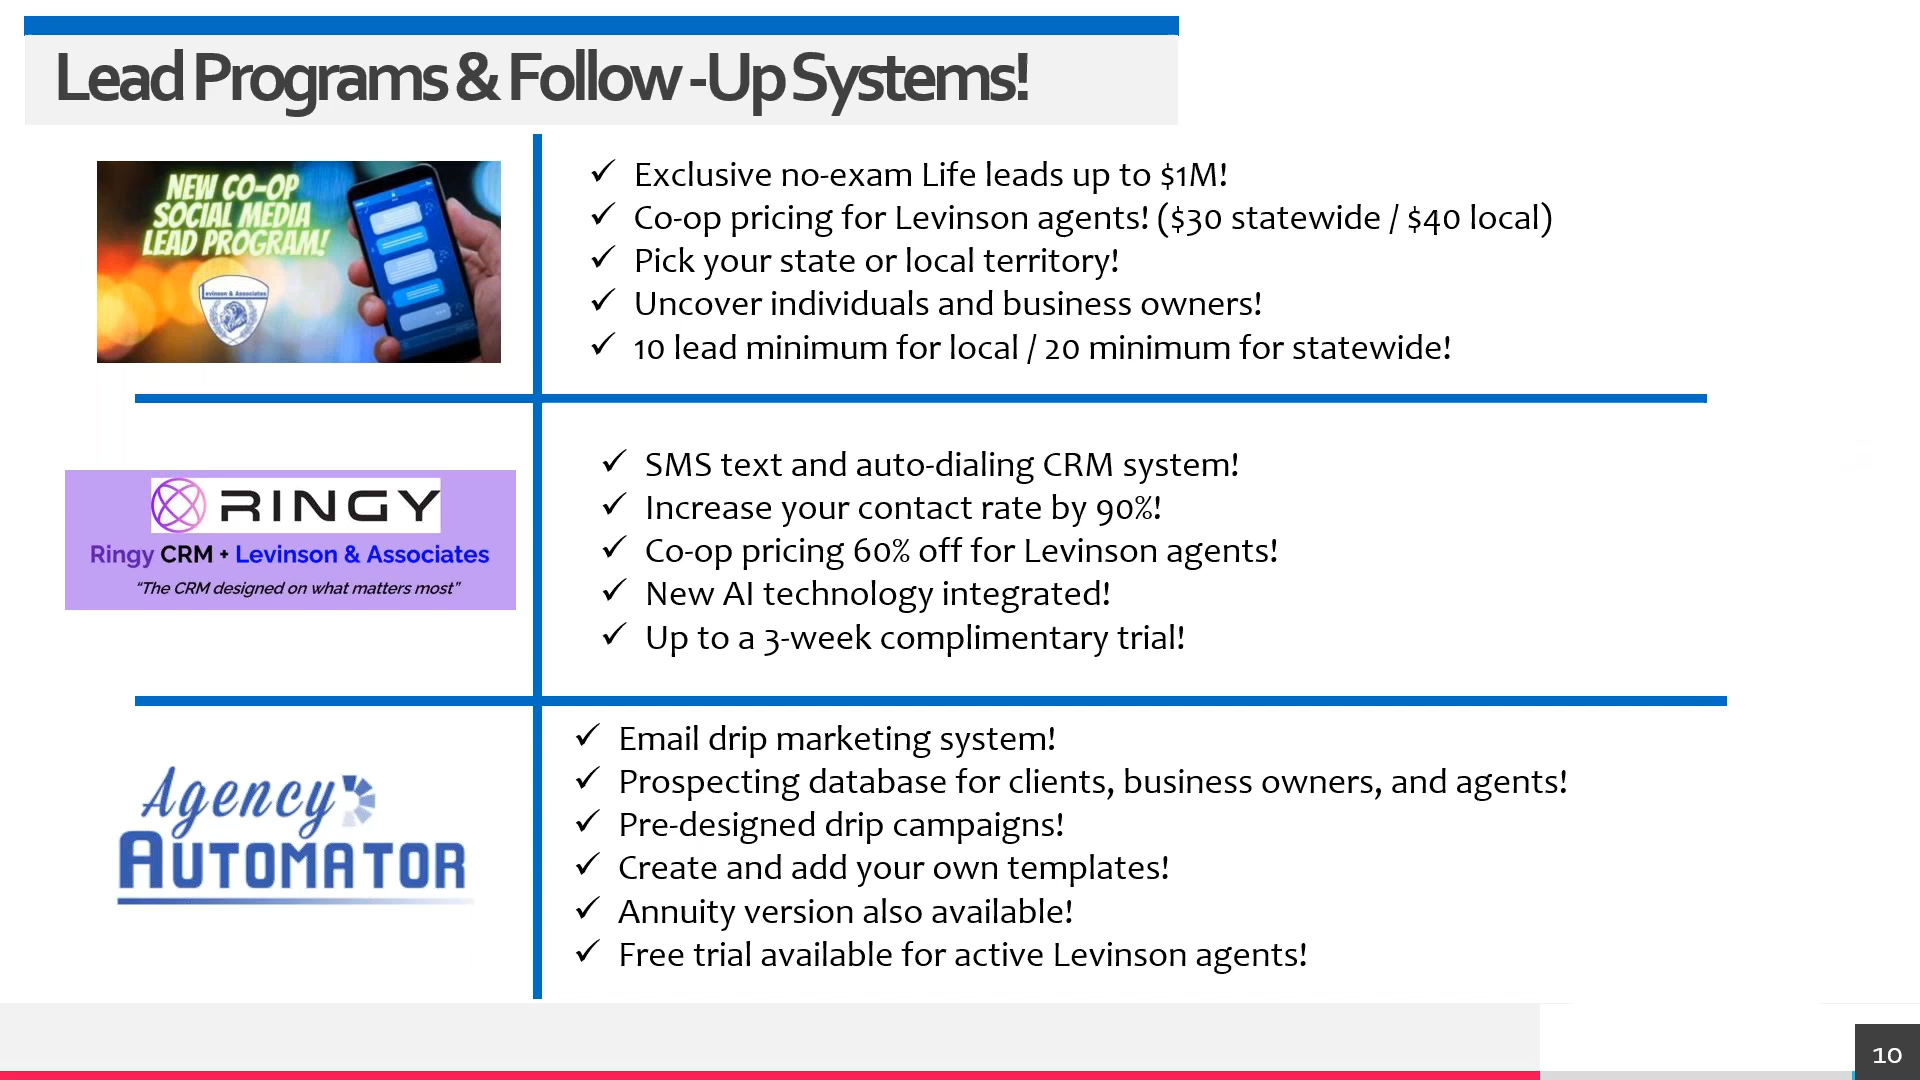 Lead Programs & Follow -Up Systems!
NEW CO-OP
SOCIAL MEDIA
LEAD PROGRAM!
Levinson & Associates
✓ Exclusive no-exam Life leads up to $1M!
✓ Co-op pricing for Levinson agents! ($30 statewide / $40 local)
✓ Pick your state or local territory!
✓ Uncover individuals and business owners!
✓ 10 lead minimum for local / 20 minimum for statewide!
RINGY
Ringy CRM + Levinson & Associates
“The CRM designed on what matters most”
✓ SMS text and auto-dialing CRM system!
✓ Increase your contact rate by 90%!
✓ Co-op pricing 60% off for Levinson agents!
✓ New AI technology integrated!
✓ Up to a 3-week complimentary trial!
Agency
AUTOMATOR
✓ Email drip marketing system!
✓ Prospecting database for clients, business owners, and agents!
✓ Pre-designed drip campaigns!
✓ Create and add your own templates!
✓ Annuity version also available!
✓ Free trial available for active Levinson agents!
10